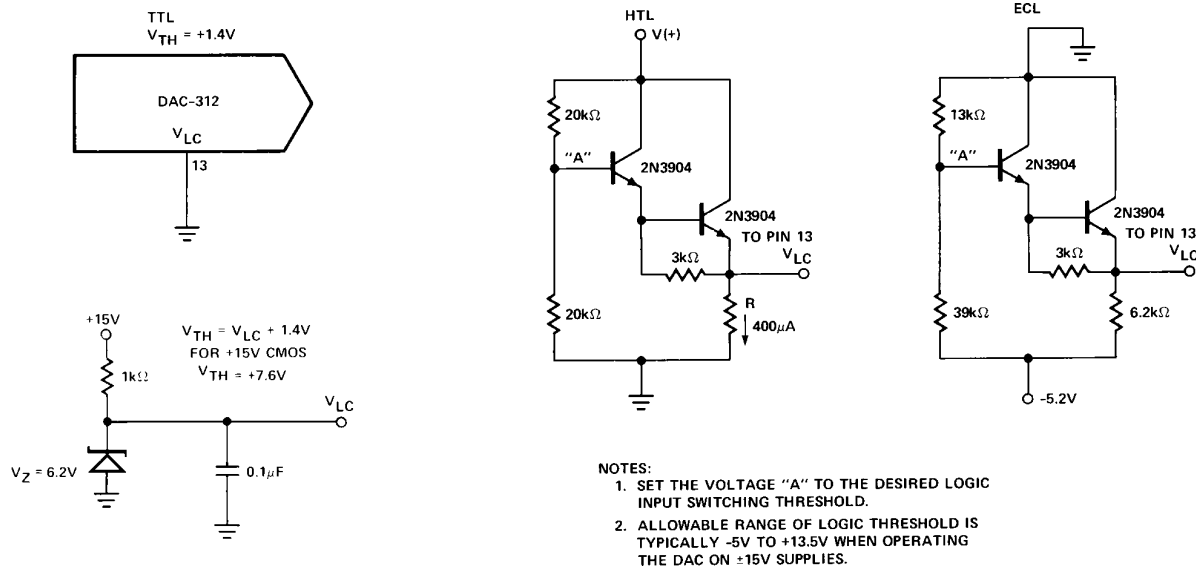 TTL
V_TH = +1.4V
DAC-312
V_LC
13
+15V
1kΩ
V_TH = V_LC + 1.4V
FOR +15V CMOS
V_TH = +7.6V
V_LC
V_Z = 6.2V
0.1μF
HTL
V(+)
20kΩ
"A"
2N3904
2N3904
TO PIN 13
V_LC
3kΩ
R
400μA
20kΩ
ECL
13kΩ
"A"
2N3904
2N3904
TO PIN 13
V_LC
3kΩ
39kΩ
6.2kΩ
-5.2V
NOTES:
1. SET THE VOLTAGE "A" TO THE DESIRED LOGIC
INPUT SWITCHING THRESHOLD.
2. ALLOWABLE RANGE OF LOGIC THRESHOLD IS
TYPICALLY -5V TO +13.5V WHEN OPERATING
THE DAC ON ±15V SUPPLIES.